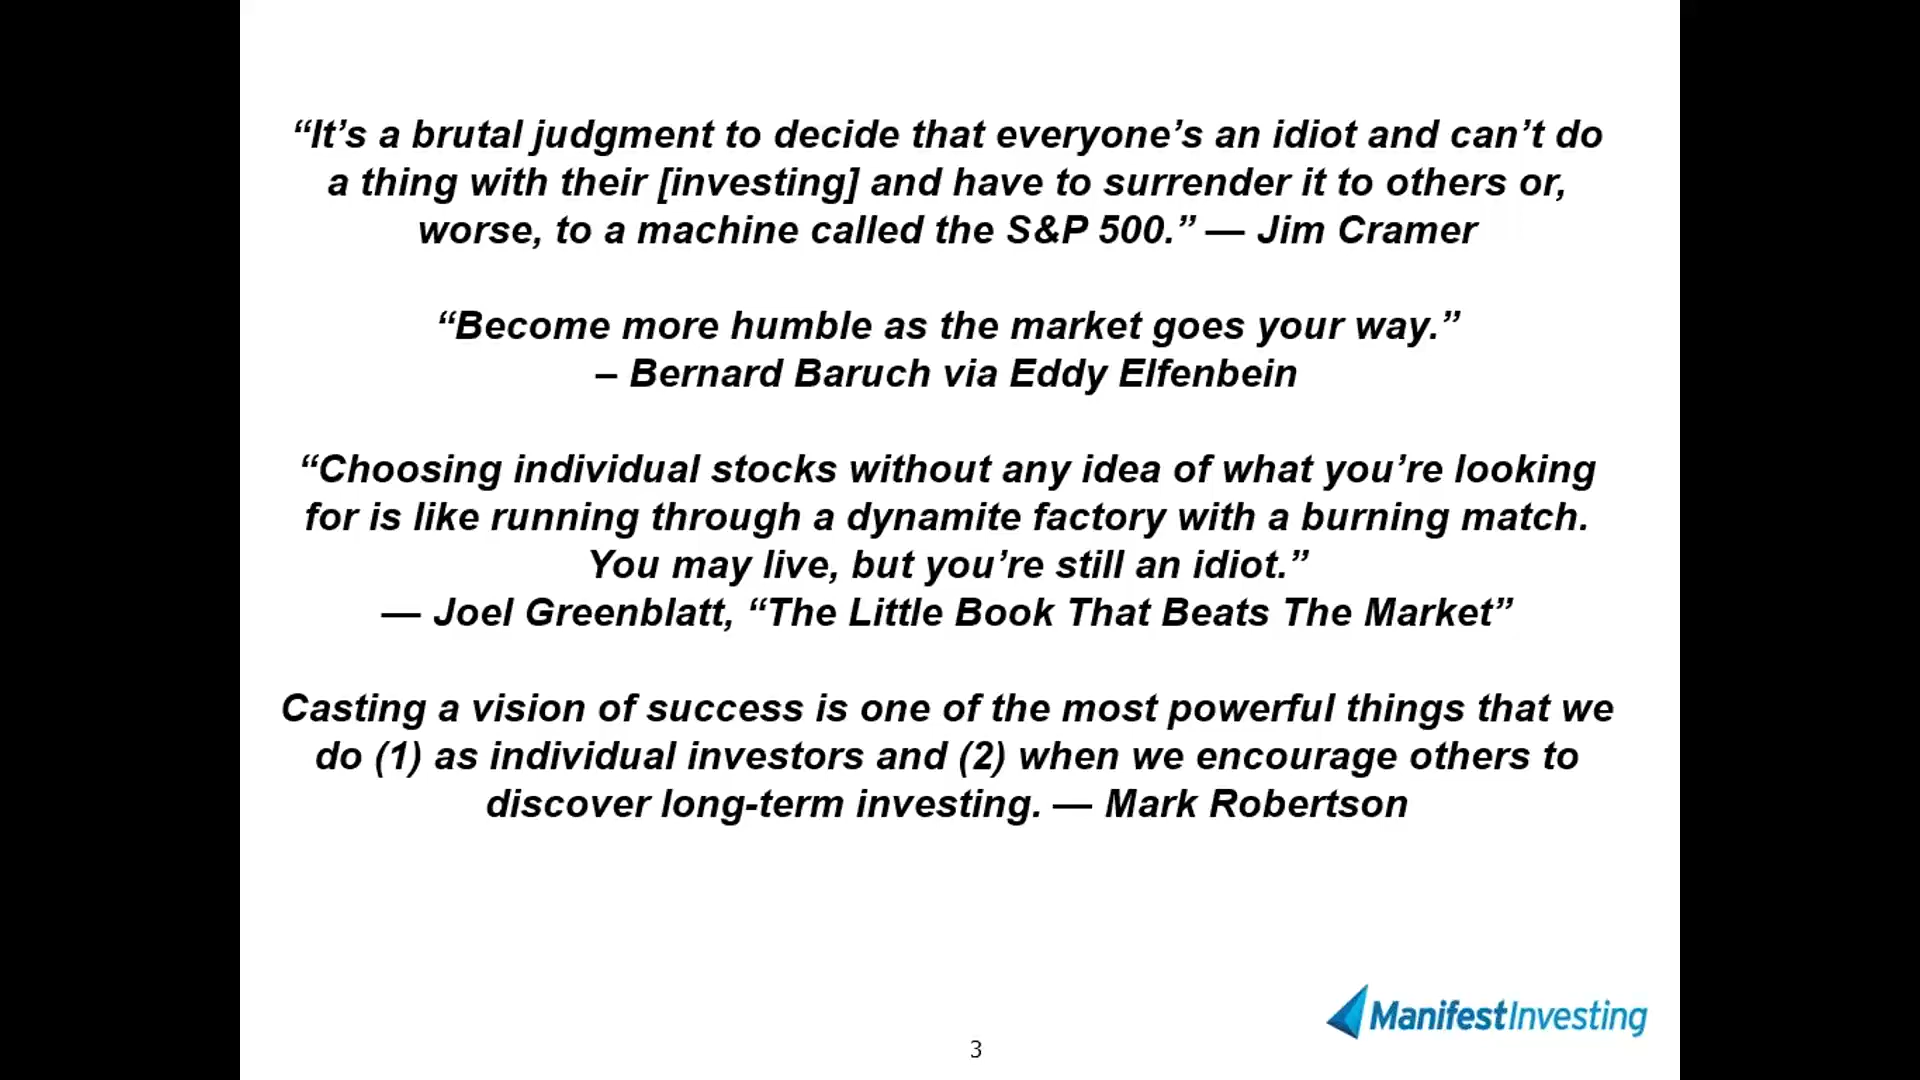 “It’s a brutal judgment to decide that everyone’s an idiot and can’t do
a thing with their [investing] and have to surrender it to others or,
worse, to a machine called the S&P 500.” — Jim Cramer
“Become more humble as the market goes your way.”
– Bernard Baruch via Eddy Elfenbein
“Choosing individual stocks without any idea of what you’re looking
for is like running through a dynamite factory with a burning match.
You may live, but you’re still an idiot.”
— Joel Greenblatt, “The Little Book That Beats The Market”
Casting a vision of success is one of the most powerful things that we
do (1) as individual investors and (2) when we encourage others to
discover long-term investing. — Mark Robertson
ManifestInvesting
3